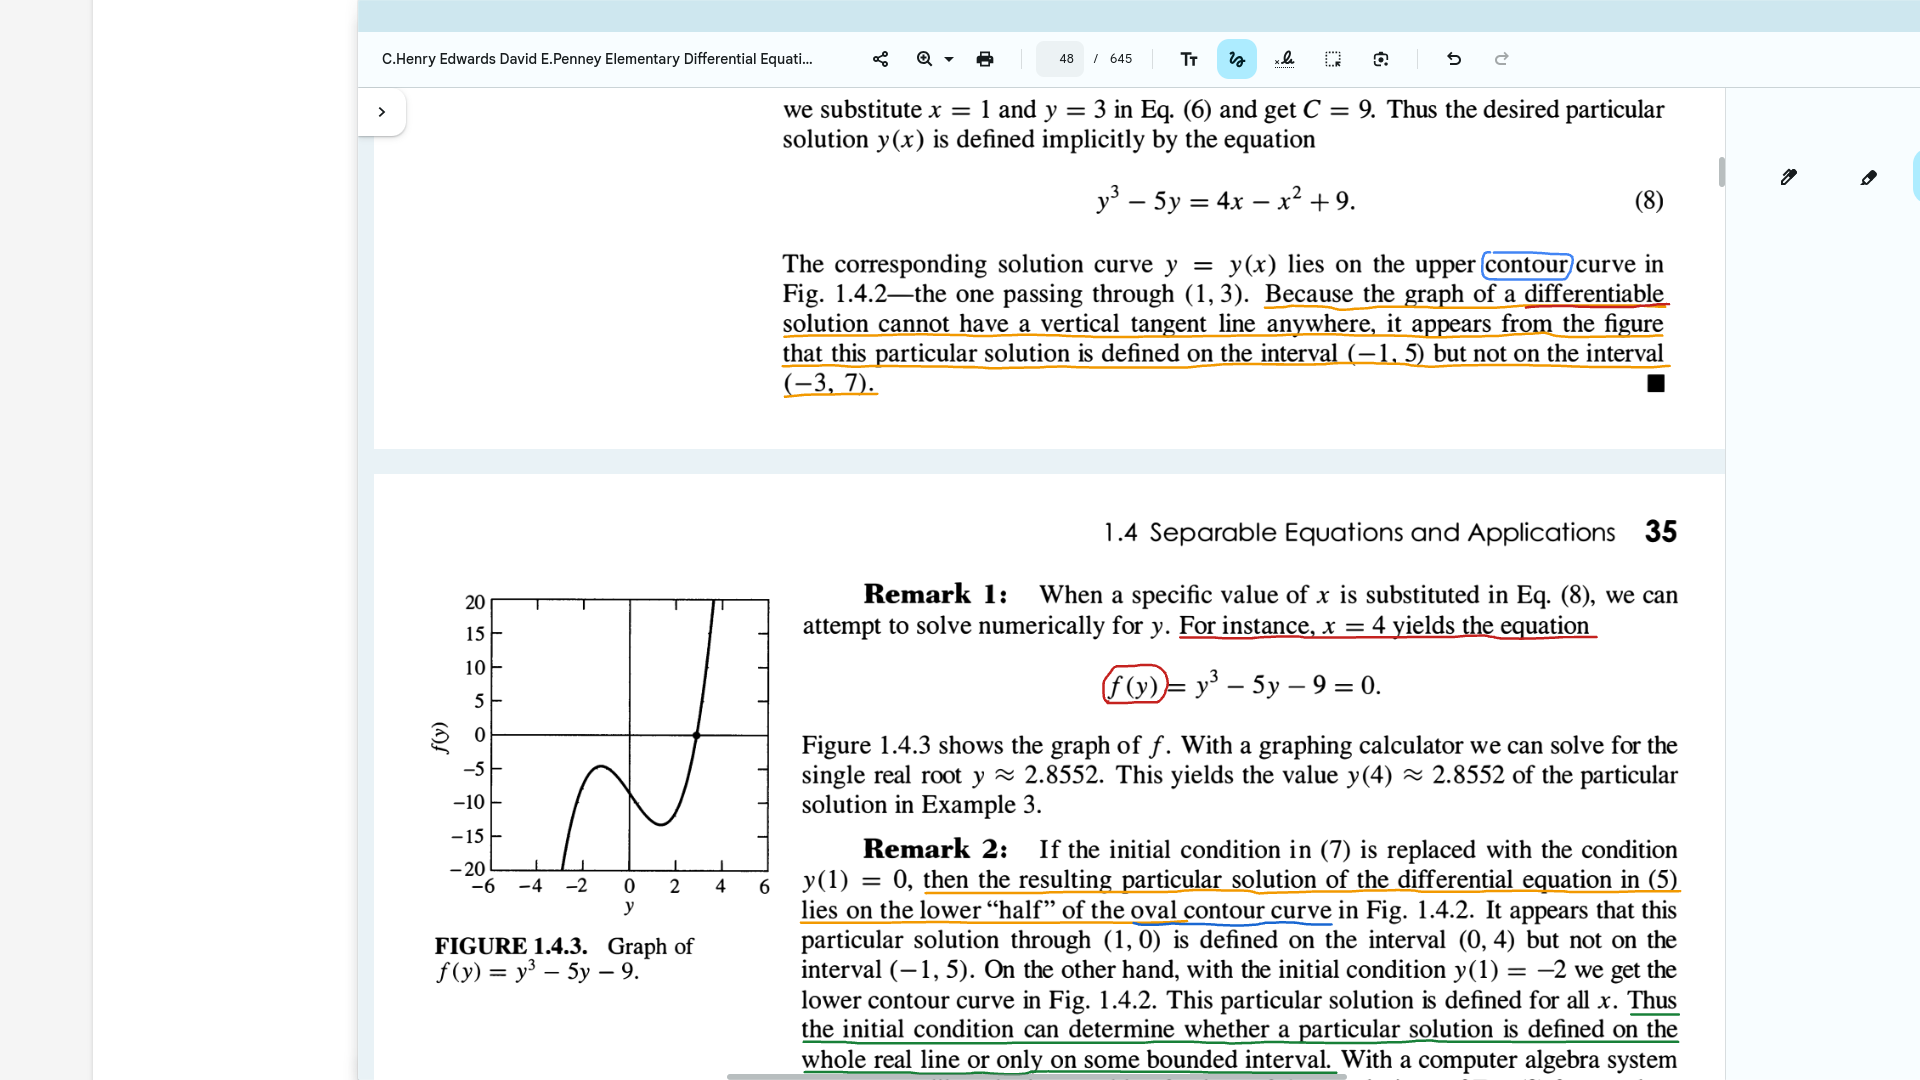 C.Henry Edwards David E.Penney Elementary Differential Equati...
48 / 645
we substitute x = 1 and y = 3 in Eq. (6) and get C = 9. Thus the desired particular
solution y(x) is defined implicitly by the equation
y³ − 5y = 4x − x² + 9. (8)
The corresponding solution curve y = y(x) lies on the upper contour curve in
Fig. 1.4.2—the one passing through (1, 3). Because the graph of a differentiable
solution cannot have a vertical tangent line anywhere, it appears from the figure
that this particular solution is defined on the interval (−1, 5) but not on the interval
(−3, 7). ■
1.4 Separable Equations and Applications 35
20
15
10
5
0
−5
−10
−15
−20
f(y)
−6 −4 −2 0 2 4 6
y
FIGURE 1.4.3. Graph of
f(y) = y³ − 5y − 9.
Remark 1: When a specific value of x is substituted in Eq. (8), we can
attempt to solve numerically for y. For instance, x = 4 yields the equation
f(y) = y³ − 5y − 9 = 0.
Figure 1.4.3 shows the graph of f. With a graphing calculator we can solve for the
single real root y ≈ 2.8552. This yields the value y(4) ≈ 2.8552 of the particular
solution in Example 3.
Remark 2: If the initial condition in (7) is replaced with the condition
y(1) = 0, then the resulting particular solution of the differential equation in (5)
lies on the lower “half” of the oval contour curve in Fig. 1.4.2. It appears that this
particular solution through (1, 0) is defined on the interval (0, 4) but not on the
interval (−1, 5). On the other hand, with the initial condition y(1) = −2 we get the
lower contour curve in Fig. 1.4.2. This particular solution is defined for all x. Thus
the initial condition can determine whether a particular solution is defined on the
whole real line or only on some bounded interval. With a computer algebra system